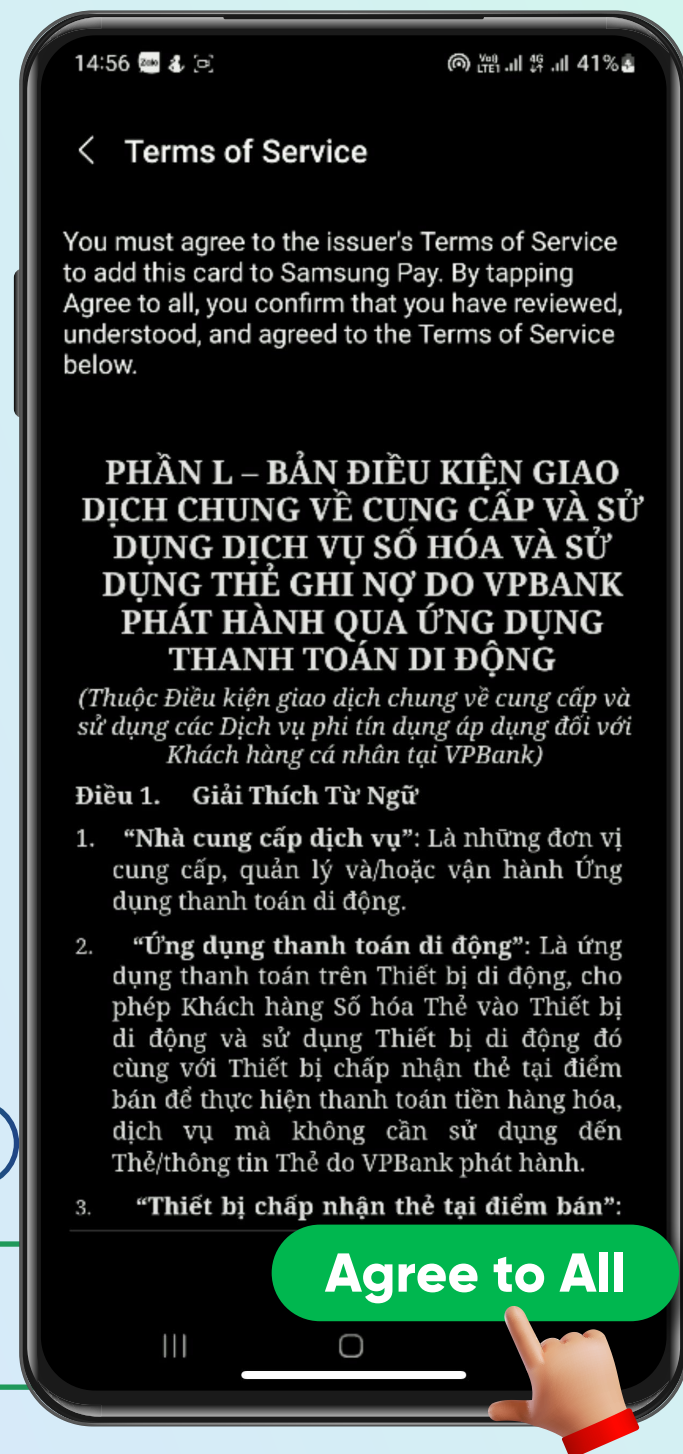 14:56 Zalo 41%
Vo)) LTE1 4G
Terms of Service
You must agree to the issuer's Terms of Service
to add this card to Samsung Pay. By tapping
Agree to all, you confirm that you have reviewed,
understood, and agreed to the Terms of Service
below.
PHẦN L – BẢN ĐIỀU KIỆN GIAO
DỊCH CHUNG VỀ CUNG CẤP VÀ SỬ
DỤNG DỊCH VỤ SỐ HÓA VÀ SỬ
DỤNG THẺ GHI NỢ DO VPBANK
PHÁT HÀNH QUA ỨNG DỤNG
THANH TOÁN DI ĐỘNG
(Thuộc Điều kiện giao dịch chung về cung cấp và
sử dụng các Dịch vụ phi tín dụng áp dụng đối với
Khách hàng cá nhân tại VPBank)
Điều 1. Giải Thích Từ Ngữ
1. “Nhà cung cấp dịch vụ”: Là những đơn vị
cung cấp, quản lý và/hoặc vận hành Ứng
dụng thanh toán di động.
2. “Ứng dụng thanh toán di động”: Là ứng
dụng thanh toán trên Thiết bị di động, cho
phép Khách hàng Số hóa Thẻ vào Thiết bị
di động và sử dụng Thiết bị di động đó
cùng với Thiết bị chấp nhận thẻ tại điểm
bán để thực hiện thanh toán tiền hàng hóa,
dịch vụ mà không cần sử dụng đến
Thẻ/thông tin Thẻ do VPBank phát hành.
3. “Thiết bị chấp nhận thẻ tại điểm bán”:
Agree to All